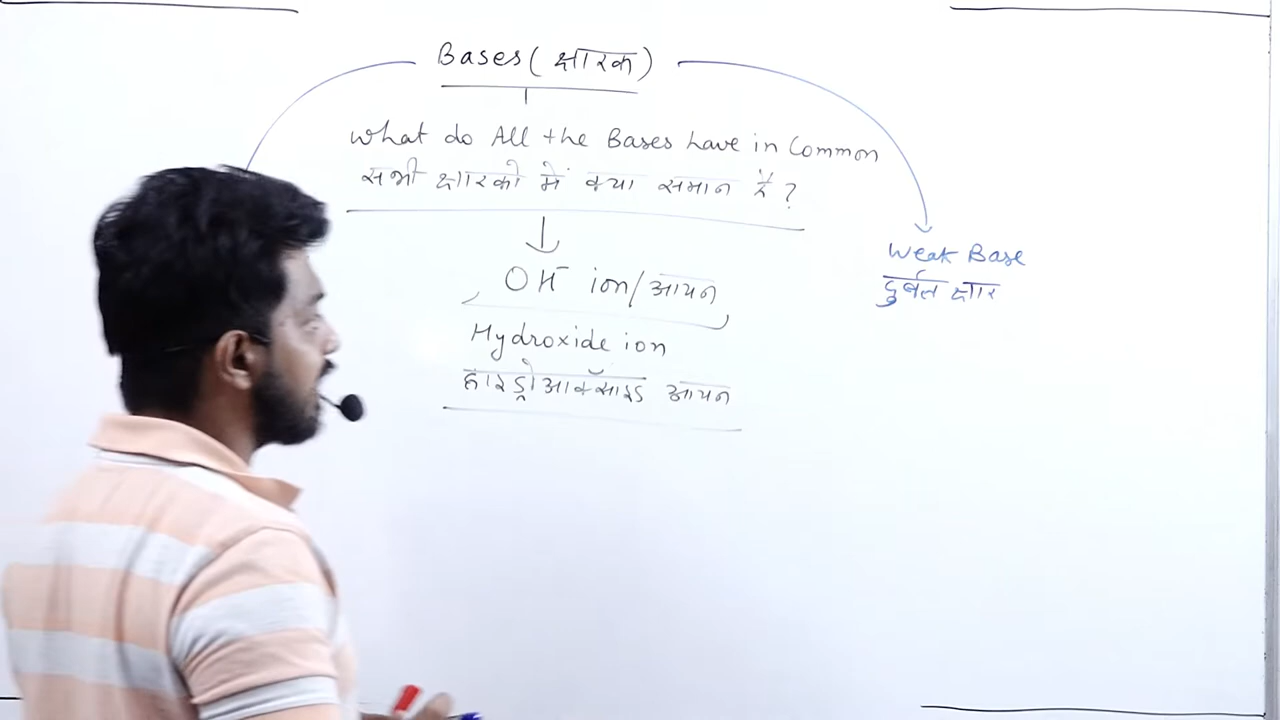 Bases (क्षारक)
What do All the Bases have in Common
सभी क्षारको में क्या समान है ?
OH⁻ ion/आयन
Hydroxide ion
हाइड्रोआक्साइड आयन
Weak Base
दुर्बल क्षार